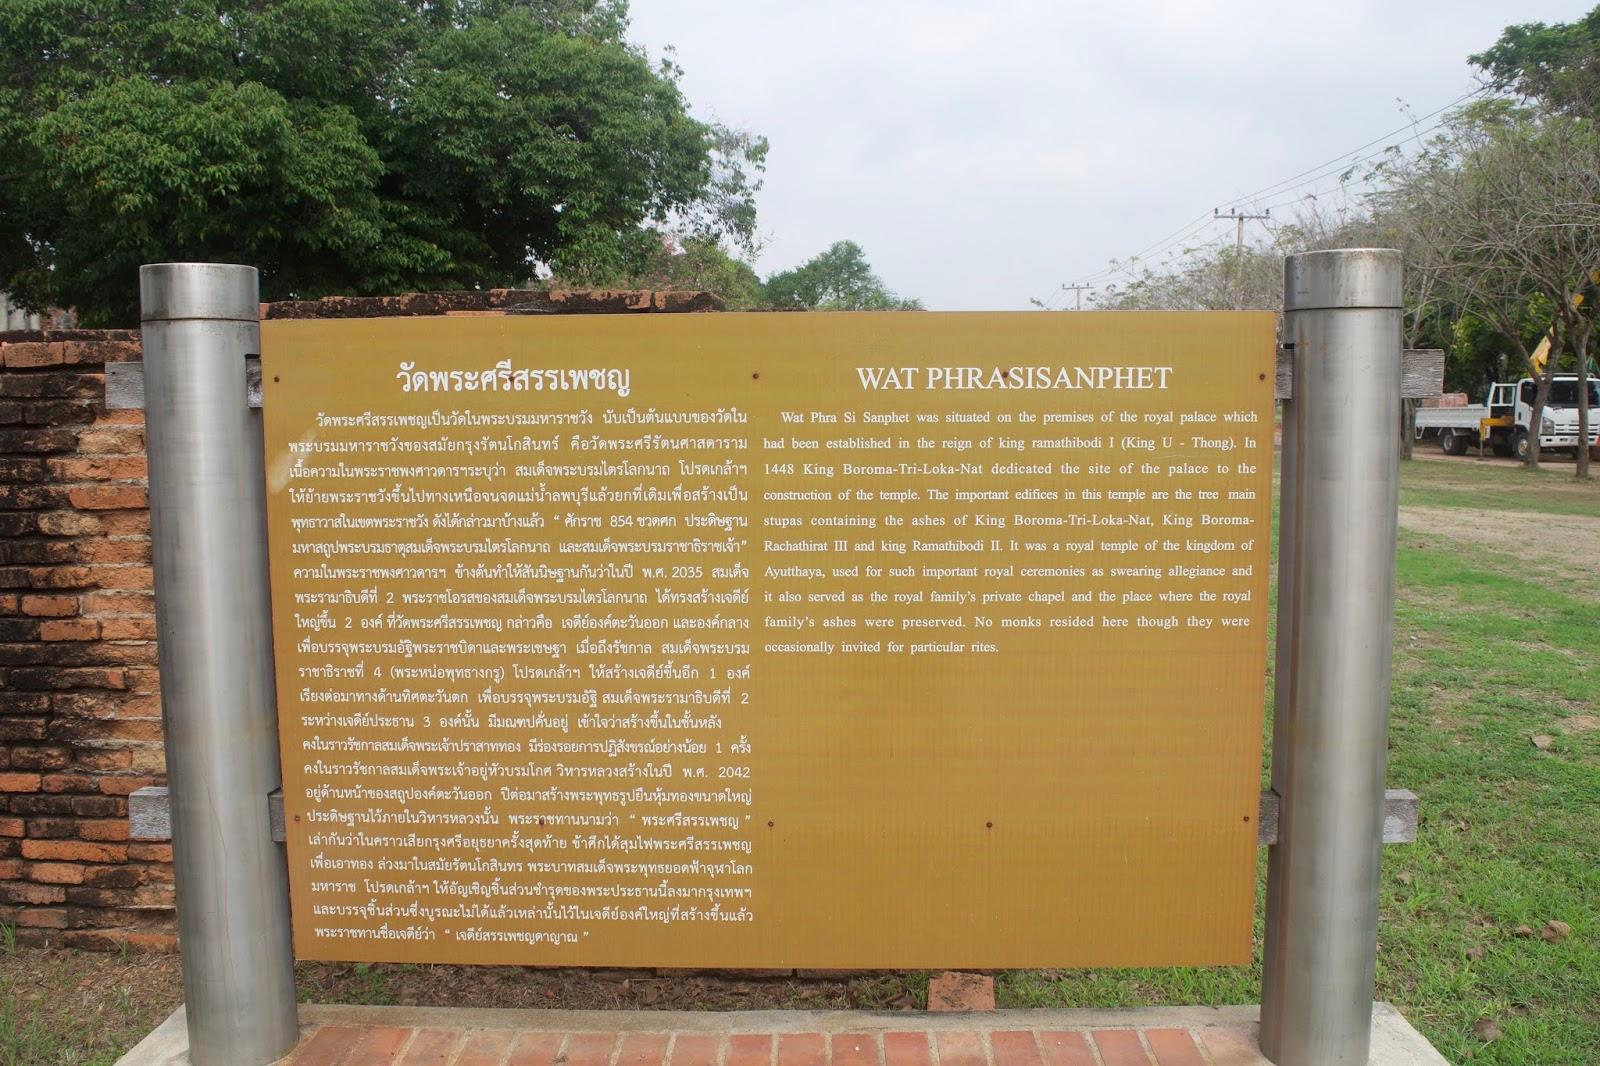 วัดพระศรีสรรเพชญ
วัดพระศรีสรรเพชญเป็นวัดในพระบรมมหาราชวัง นับเป็นต้นแบบของวัดใน
พระบรมมหาราชวังของสมัยกรุงรัตนโกสินทร์ คือวัดพระศรีรัตนศาสดาราม
เนื้อความในพระราชพงศาวดารฯระบุว่า สมเด็จพระบรมไตรโลกนาถ โปรดเกล้าฯ
ให้ย้ายพระราชวังขึ้นไปทางเหนือจนจดแม่น้ำลพบุรีแล้วยกที่เดิมเพื่อสร้างเป็น
พุทธาวาสในเขตพระราชวัง ดังได้กล่าวมาบ้างแล้ว “ ศักราช 854 ชวดศก ประดิษฐาน
มหาสถูปพระบรมธาตุสมเด็จพระบรมไตรโลกนาถ และสมเด็จพระบรมราชาธิราชเจ้า”
ความในพระราชพงศาวดารฯ ข้างต้นทำให้สันนิษฐานกันว่าในปี พ.ศ. 2035 สมเด็จ
พระรามาธิบดีที่ 2 พระราชโอรสของสมเด็จพระบรมไตรโลกนาถ ได้ทรงสร้างเจดีย์
ใหญ่ขึ้น 2 องค์ ที่วัดพระศรีสรรเพชญ กล่าวคือ เจดีย์องค์ตะวันออก และองค์กลาง
เพื่อบรรจุพระบรมอัฐิพระราชบิดาและพระเชษฐา เมื่อถึงรัชกาล สมเด็จพระบรม
ราชาธิราชที่ 4 (พระหน่อพุทธางกรู) โปรดเกล้าฯ ให้สร้างเจดีย์ขึ้นอีก 1 องค์
เรียงต่อมาทางด้านทิศตะวันตก เพื่อบรรจุพระบรมอัฐิ สมเด็จพระรามาธิบดีที่ 2
ระหว่างเจดีย์ประธาน 3 องค์นั้น มีมณฑปคั่นอยู่ เข้าใจว่าสร้างขึ้นในชั้นหลัง
คงในราวรัชกาลสมเด็จพระเจ้าปราสาททอง มีร่องรอยการปฏิสังขรณ์อย่างน้อย 1 ครั้ง
คงในราวรัชกาลสมเด็จพระเจ้าอยู่หัวบรมโกศ วิหารหลวงสร้างในปี พ.ศ. 2042
อยู่ด้านหน้าของสถูปองค์ตะวันออก ปีต่อมาสร้างพระพุทธรูปยืนหุ้มทองขนาดใหญ่
ประดิษฐานไว้ภายในวิหารหลวงนั้น พระราชทานนามว่า “ พระศรีสรรเพชญ ”
เล่ากันว่าในคราวเสียกรุงศรีอยุธยาครั้งสุดท้าย ข้าศึกได้สุมไฟพระศรีสรรเพชญ
เพื่อเอาทอง ล่วงมาในสมัยรัตนโกสินทร พระบาทสมเด็จพระพุทธยอดฟ้าจุฬาโลก
มหาราช โปรดเกล้าฯ ให้อัญเชิญชิ้นส่วนชำรุดของพระประธานนี้ลงมากรุงเทพฯ
และบรรจุชิ้นส่วนซึ่งบูรณะไม่ได้แล้วเหล่านั้นไว้ในเจดีย์องค์ใหญ่ที่สร้างขึ้นแล้ว
พระราชทานชื่อเจดีย์ว่า “ เจดีย์สรรเพชญดาญาณ ”
WAT PHRASISANPHET
Wat Phra Si Sanphet was situated on the premises of the royal palace which
had been established in the reign of king ramathibodi I (King U - Thong). In
1448 King Boroma-Tri-Loka-Nat dedicated the site of the palace to the
construction of the temple. The important edifices in this temple are the tree main
stupas containing the ashes of King Boroma-Tri-Loka-Nat, King Boroma-
Rachathirat III and king Ramathibodi II. It was a royal temple of the kingdom of
Ayutthaya, used for such important royal ceremonies as swearing allegiance and
it also served as the royal family’s private chapel and the place where the royal
family’s ashes were preserved. No monks resided here though they were
occasionally invited for particular rites.